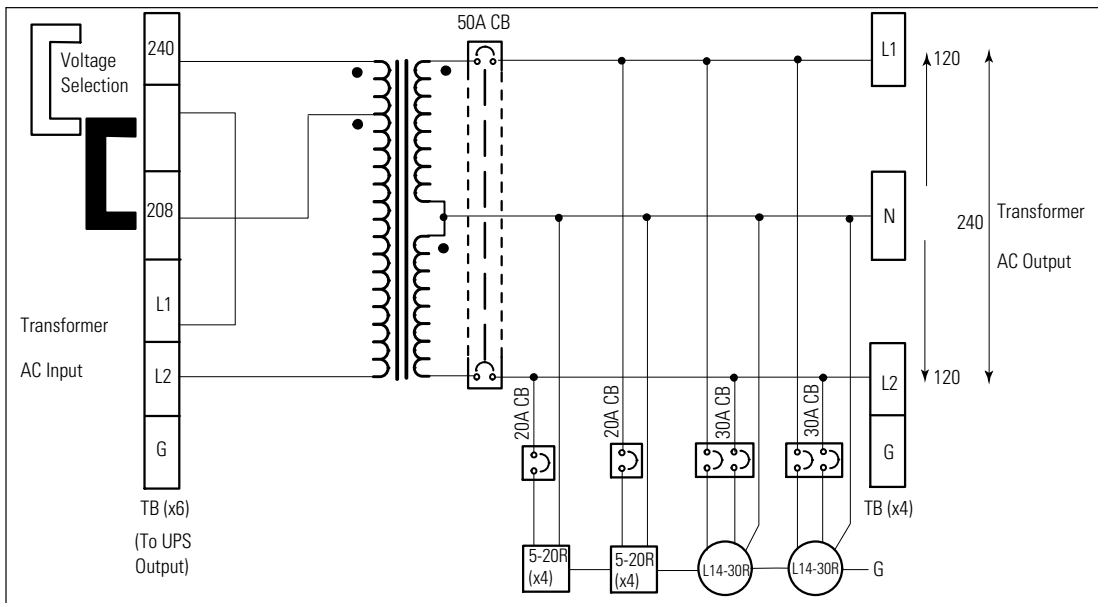 50A CB
Voltage
Selection
240
208
L1
L2
G
Transformer
AC Input
TB (x6)
(To UPS
Output)
20A CB
20A CB
30A CB
30A CB
5-20R
(x4)
5-20R
(x4)
L14-30R
L14-30R
G
L1
N
L2
G
TB (x4)
120
240
120
Transformer
AC Output